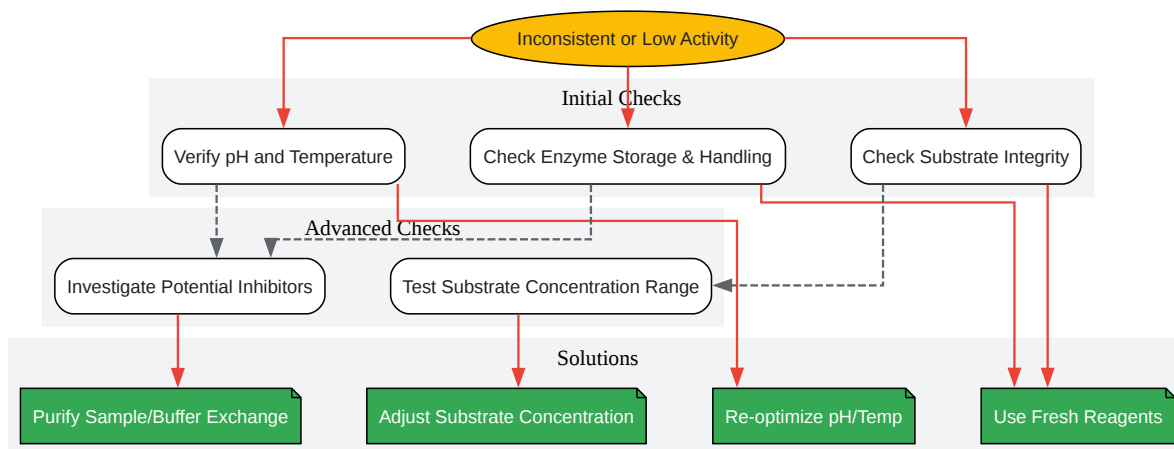 Inconsistent or Low Activity
Initial Checks
Verify pH and Temperature
Check Enzyme Storage & Handling
Check Substrate Integrity
Advanced Checks
Investigate Potential Inhibitors
Test Substrate Concentration Range
Solutions
Purify Sample/Buffer Exchange
Adjust Substrate Concentration
Re-optimize pH/Temp
Use Fresh Reagents